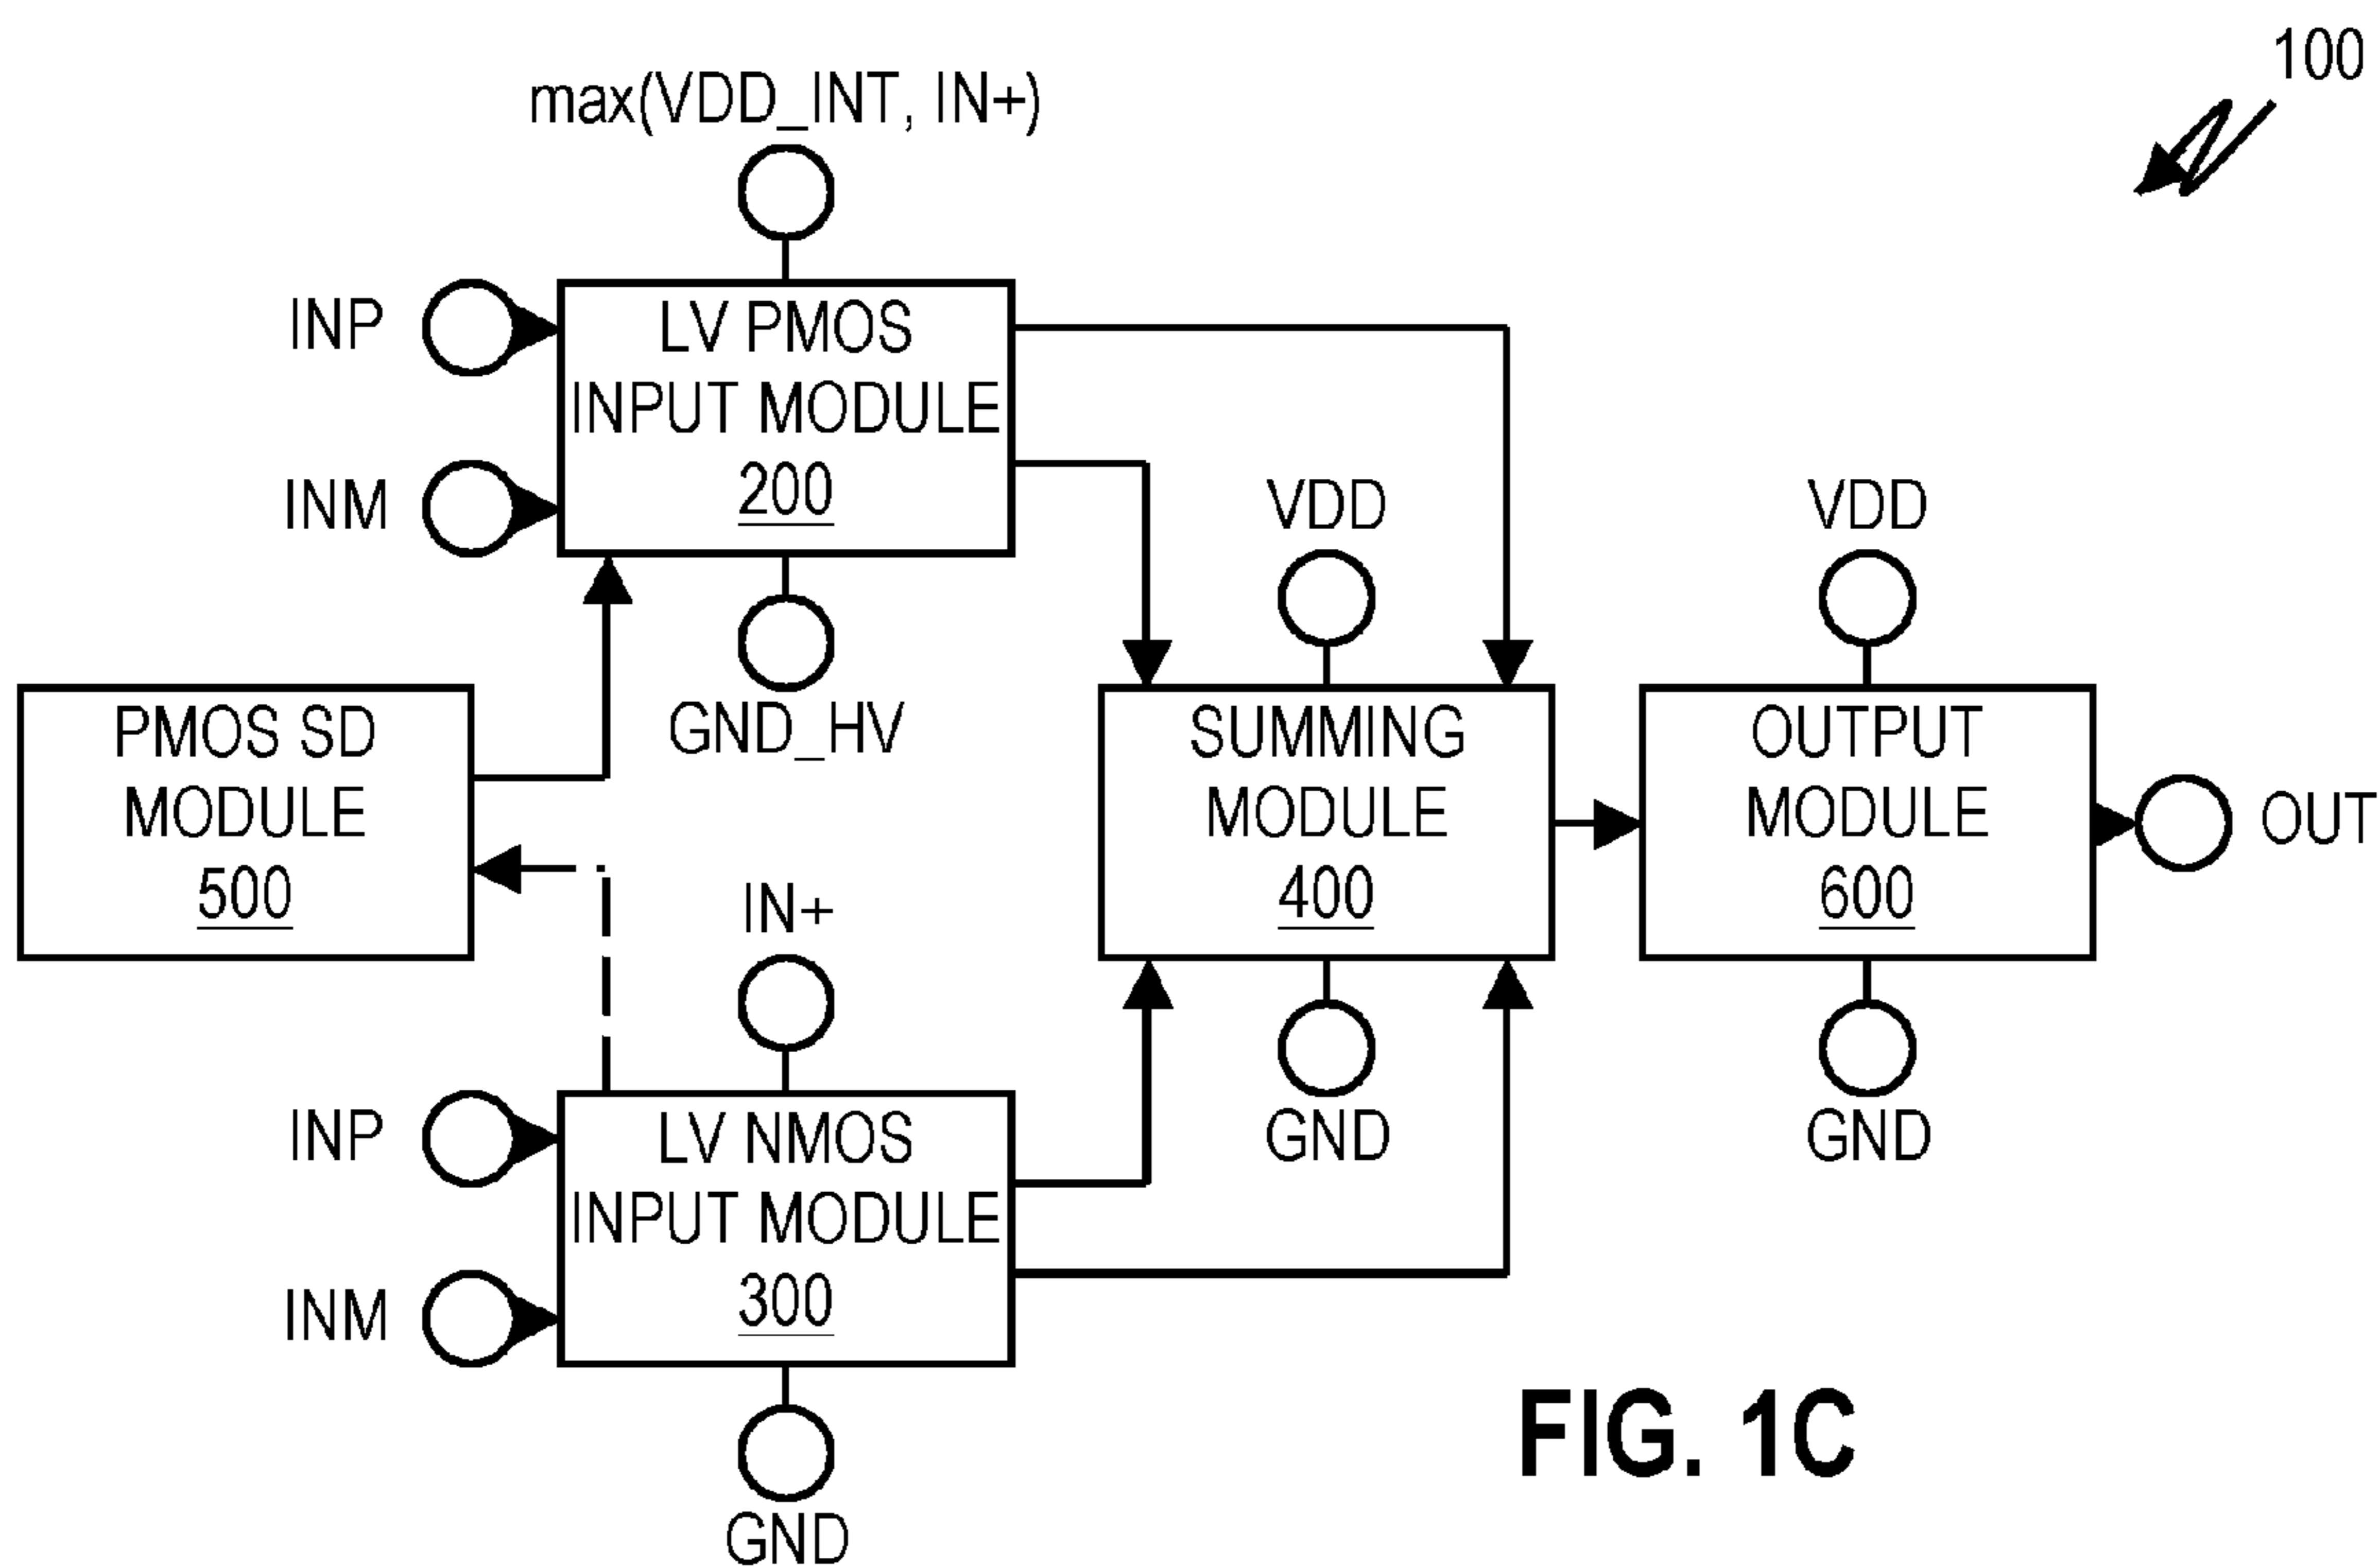 100
max(VDD_INT, IN+)
INP
INM
LV PMOS
INPUT MODULE
200
GND_HV
PMOS SD
MODULE
500
VDD
SUMMING
MODULE
400
GND
VDD
OUTPUT
MODULE
600
GND
OUT
IN+
INP
INM
LV NMOS
INPUT MODULE
300
GND
FIG. 1C